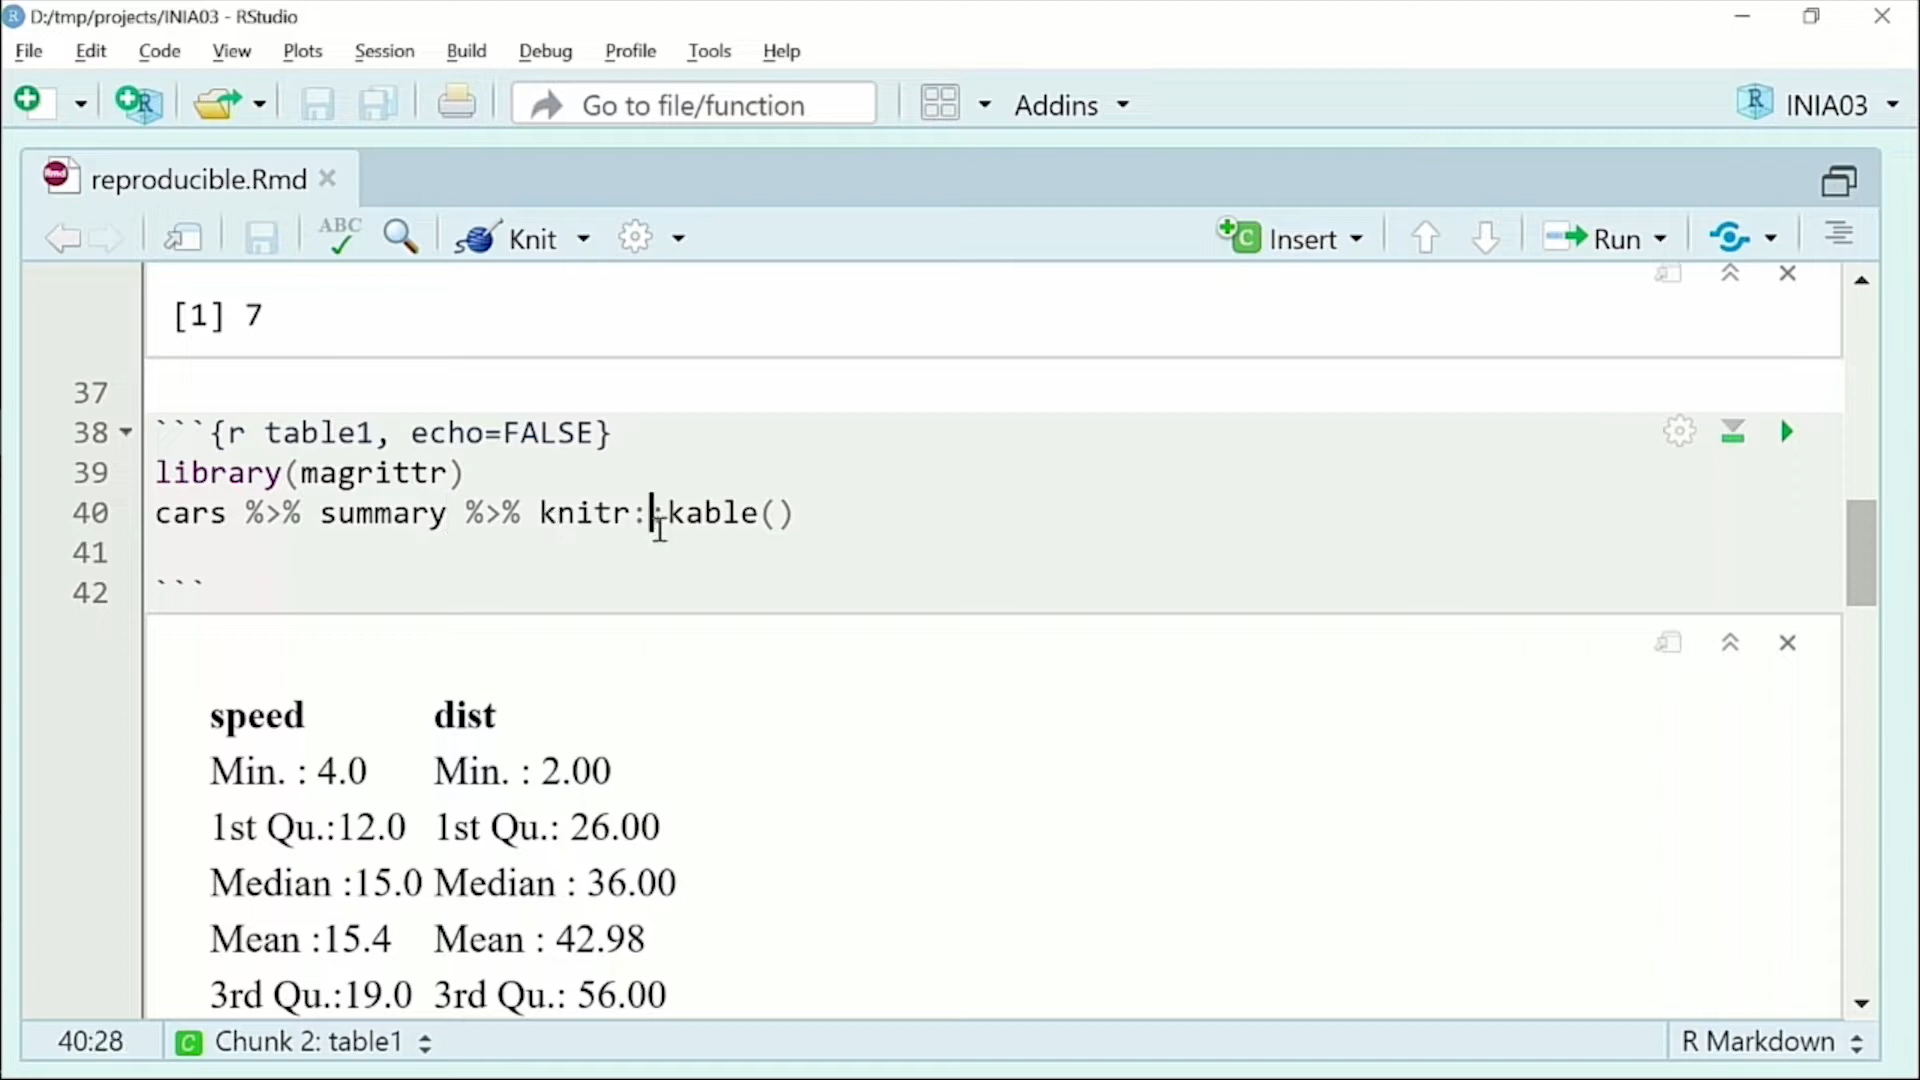 D:/tmp/projects/INIA03 - RStudio
File Edit Code View Plots Session Build Debug Profile Tools Help
Go to file/function Addins INIA03
reproducible.Rmd
ABC Knit Insert Run
[1] 7
37
38 ```{r table1, echo=FALSE}
39 library(magrittr)
40 cars %>% summary %>% knitr::kable()
41
42 ```
speed dist
Min. : 4.0 Min. : 2.00
1st Qu.:12.0 1st Qu.: 26.00
Median :15.0 Median : 36.00
Mean :15.4 Mean : 42.98
3rd Qu.:19.0 3rd Qu.: 56.00
40:28 Chunk 2: table1 R Markdown